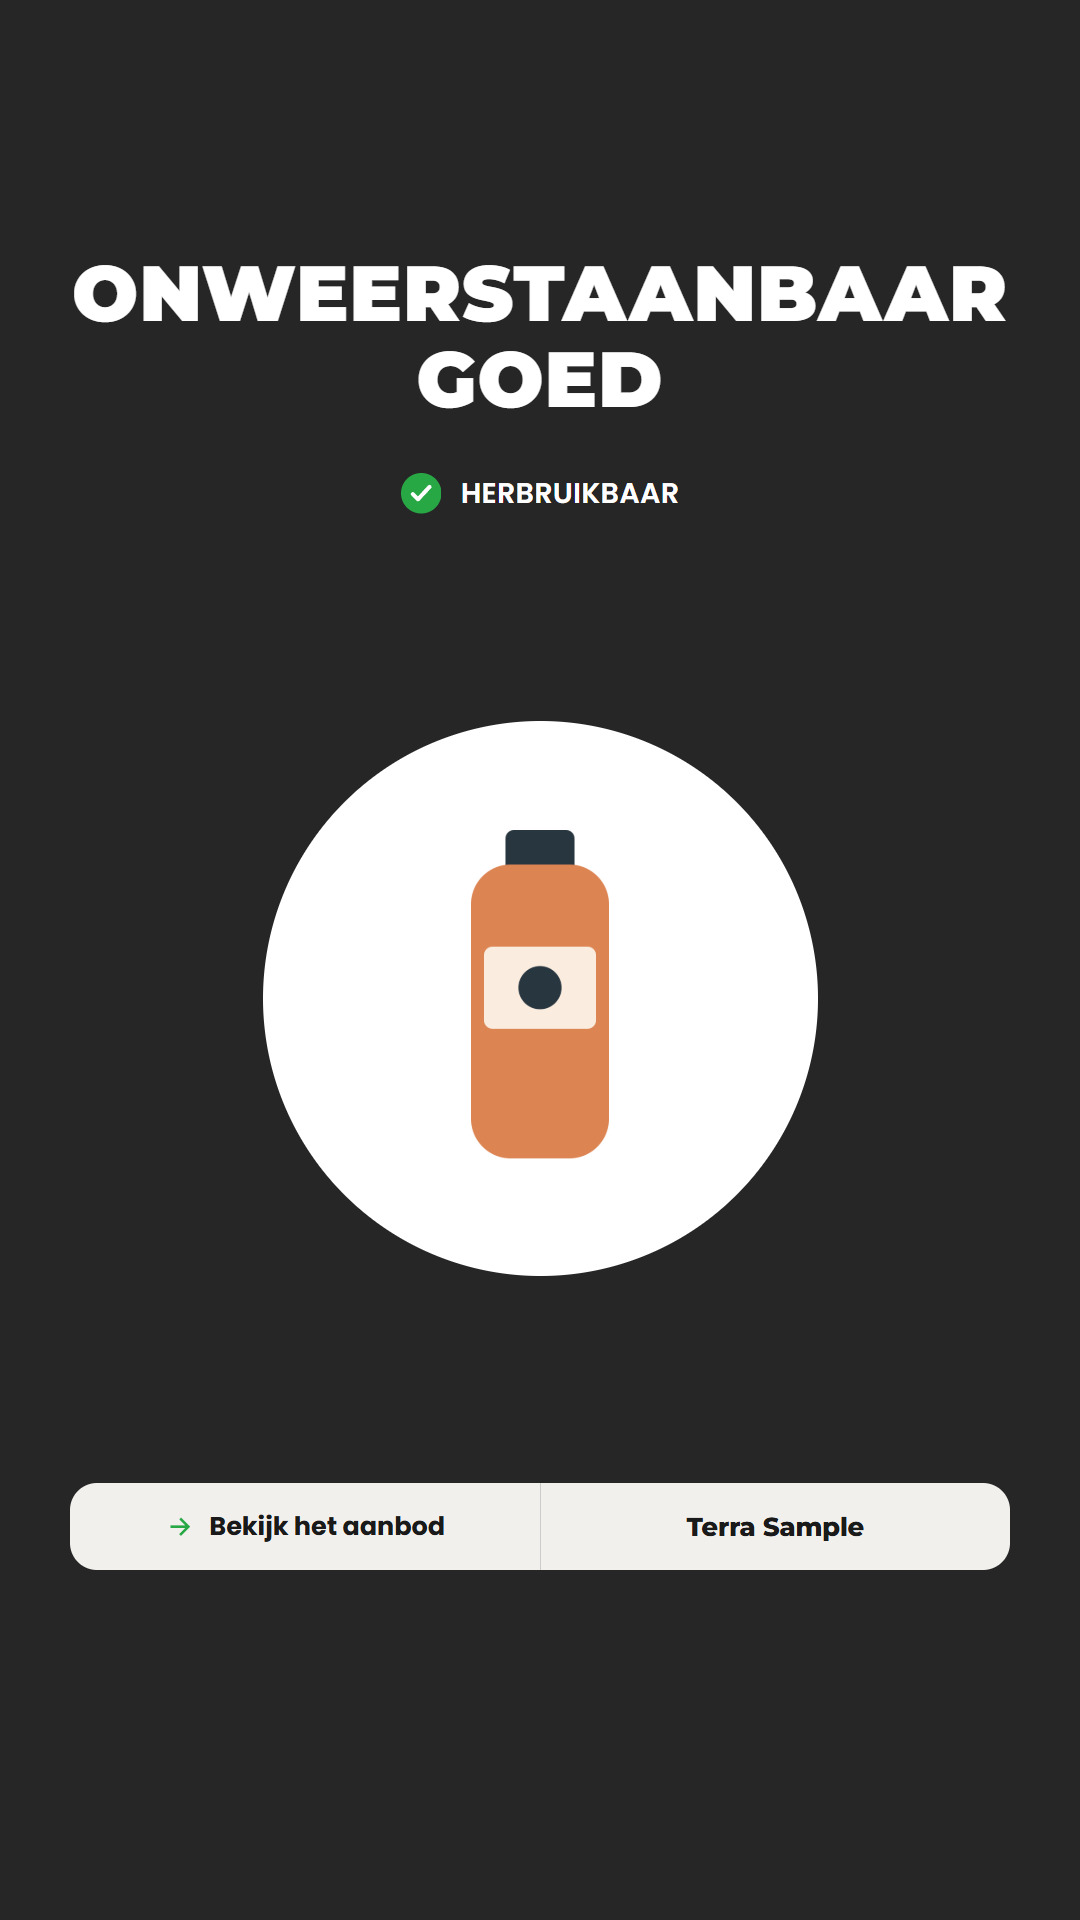 ONWEERSTAANBAAR
GOED
HERBRUIKBAAR
Bekijk het aanbod
Terra Sample